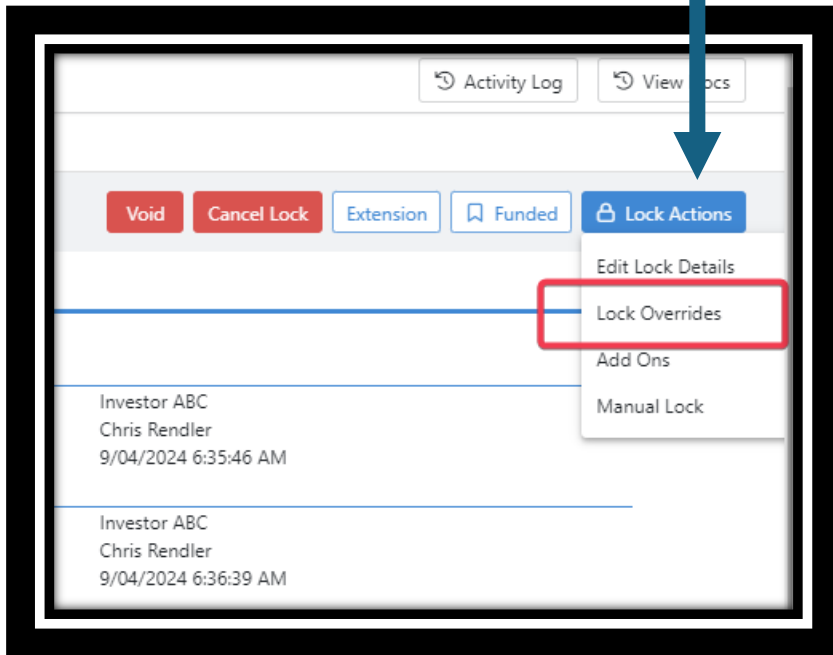 Activity Log
View ocs
Void
Cancel Lock
Extension
Funded
Lock Actions
Edit Lock Details
Lock Overrides
Add Ons
Manual Lock
Investor ABC
Chris Rendler
9/04/2024 6:35:46 AM
Investor ABC
Chris Rendler
9/04/2024 6:36:39 AM